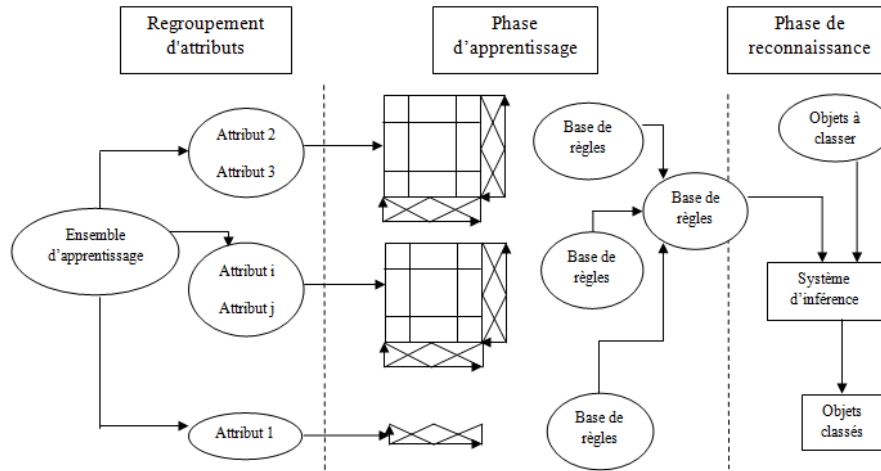 Regroupement
d'attributs
Phase
d'apprentissage
Phase de
reconnaissance
Attribut 2
Attribut 3
Ensemble
d'apprentissage
Attribut i
Attribut j
Attribut 1
Base de
règles
Base de
règles
Base de
règles
Base de
règles
Objets à
classer
Système
d'inférence
Objets
classés